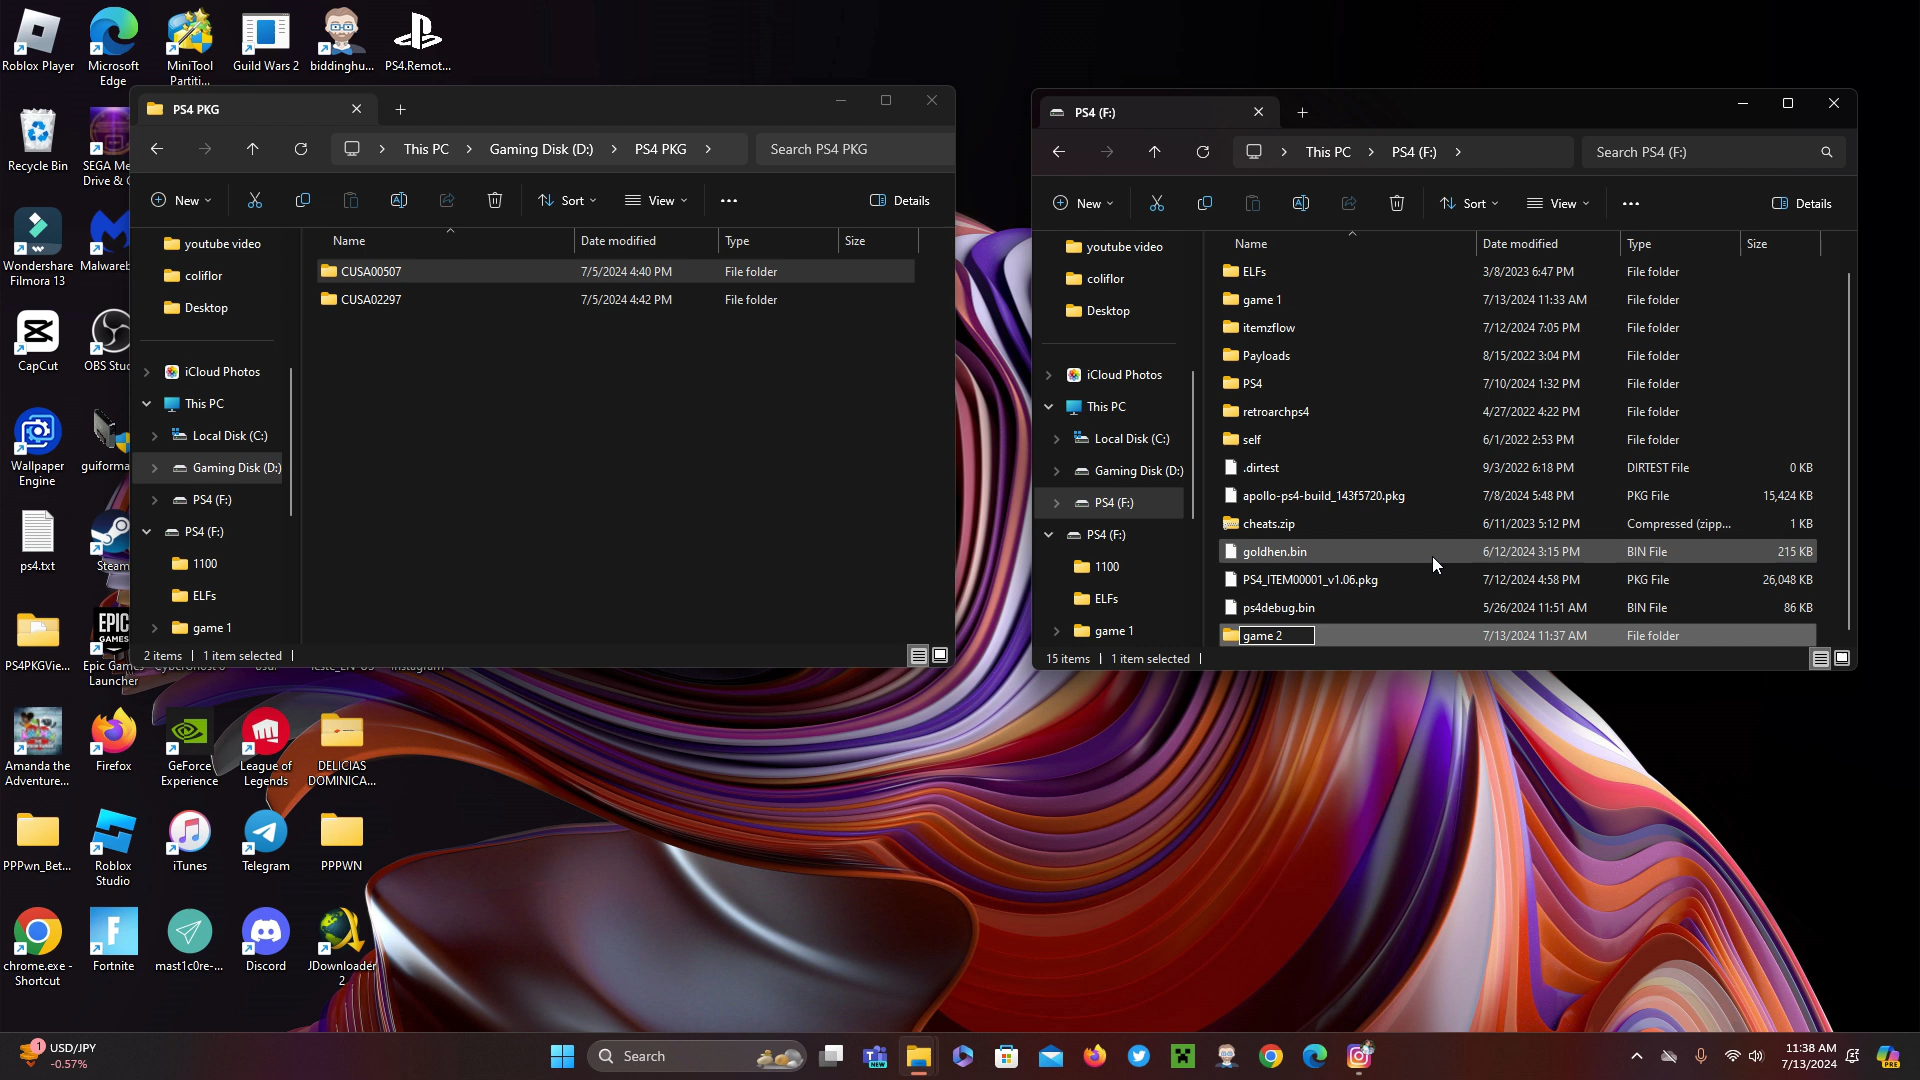 Roblox Player
Microsoft
Edge
MiniTool
Partiti...
Guild Wars 2
biddinghu...
PS4.Remot...
Recycle Bin
SEGA Me
Drive & C
Wondershare
Filmora 13
Malwareb
CapCut
OBS Stud
Wallpaper
Engine
guiforma
ps4.txt
Steam
PS4PKGVie...
EPIC
GAMES
Epic Games
Launcher
PS4 PKG
This PC
Gaming Disk (D:)
PS4 PKG
Search PS4 PKG
New
Sort
View
Details
Name
Date modified
Type
Size
youtube video
coliflor
Desktop
iCloud Photos
This PC
Local Disk (C:)
Gaming Disk (D:)
PS4 (F:)
PS4 (F:)
1100
ELFs
game 1
CUSA00507 7/5/2024 4:40 PM File folder
CUSA02297 7/5/2024 4:42 PM File folder
2 items 1 item selected
PS4 (F:)
This PC
PS4 (F:)
Search PS4 (F:)
New
Sort
View
Details
Name
Date modified
Type
Size
youtube video
coliflor
Desktop
iCloud Photos
This PC
Local Disk (C:)
Gaming Disk (D:)
PS4 (F:)
PS4 (F:)
1100
ELFs
game 1
ELFs 3/8/2023 6:47 PM File folder
game 1 7/13/2024 11:33 AM File folder
itemzflow 7/12/2024 7:05 PM File folder
Payloads 8/15/2022 3:04 PM File folder
PS4 7/10/2024 1:32 PM File folder
retroarchps4 4/27/2022 4:22 PM File folder
self 6/1/2022 2:53 PM File folder
.dirtest 9/3/2022 6:18 PM DIRTEST File 0 KB
apollo-ps4-build_143f5720.pkg 7/8/2024 5:48 PM PKG File 15,424 KB
cheats.zip 6/11/2023 5:12 PM Compressed (zipp... 1 KB
goldhen.bin 6/12/2024 3:15 PM BIN File 215 KB
PS4_ITEM00001_v1.06.pkg 7/12/2024 4:58 PM PKG File 26,048 KB
ps4debug.bin 5/26/2024 11:51 AM BIN File 86 KB
game 2 7/13/2024 11:37 AM File folder
15 items 1 item selected
Amanda the
Adventure...
Firefox
GeForce
Experience
League of
Legends
DELICIAS
DOMINICA...
PPPwn_Bet...
Roblox
Studio
iTunes
Telegram
PPPWN
chrome.exe -
Shortcut
Fortnite
mast1c0re-...
Discord
JDownloader
2
1
USD/JPY
-0.57%
Search
NEW
11:38 AM
7/13/2024
PRE